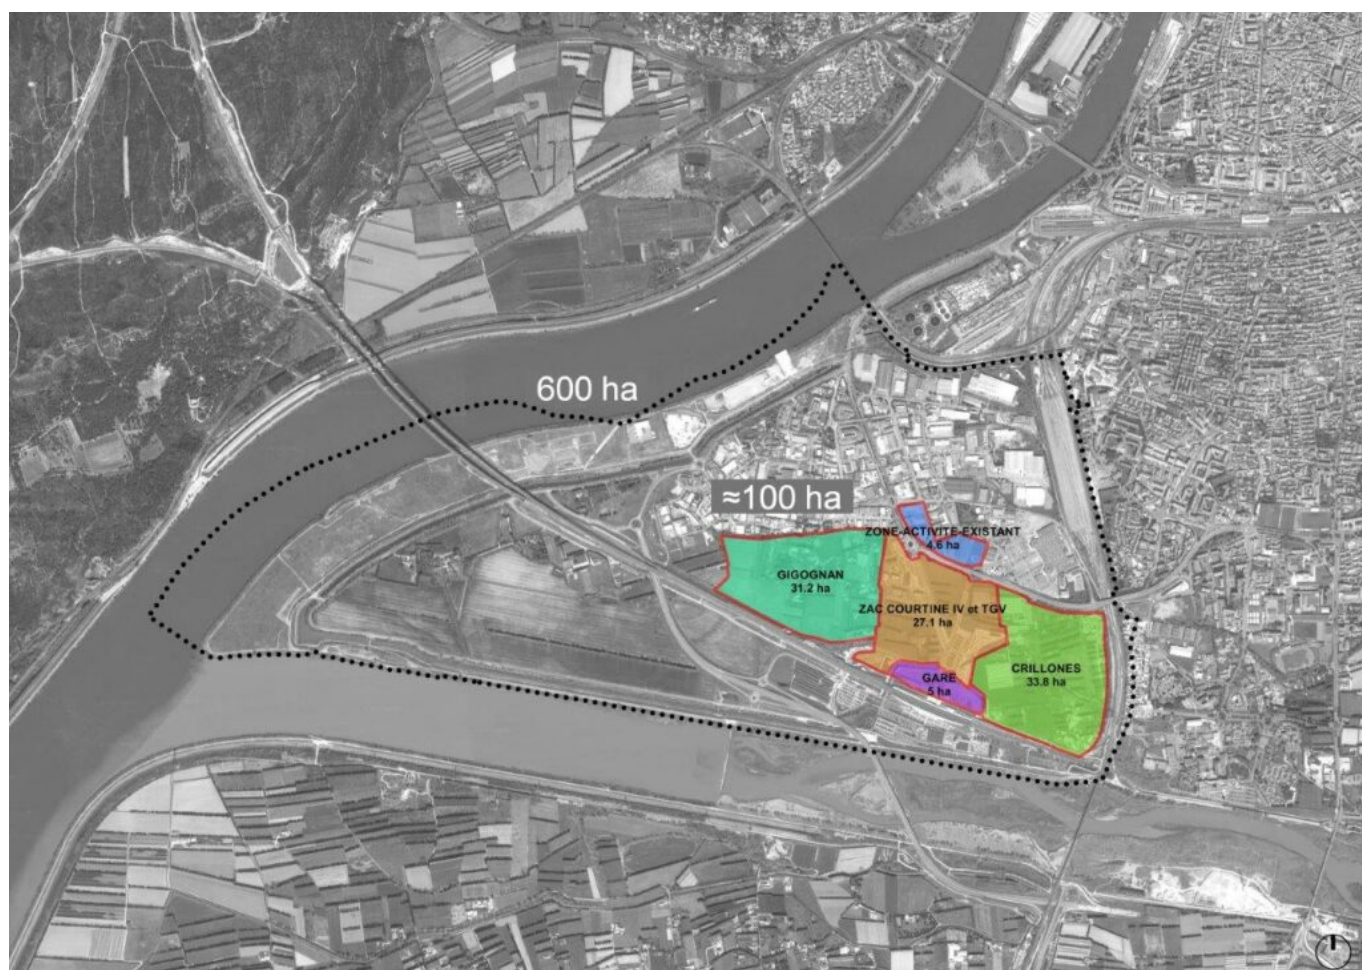 600 ha
≈100 ha
ZONE-ACTIVITE-EXISTANT
4.6 ha
GIGOGNAN
31.2 ha
ZAC COURTINE IV et TGV
27.1 ha
CRILLONES
33.8 ha
GARE
5 ha